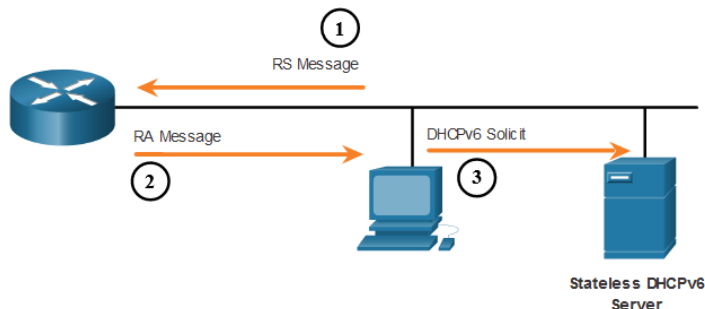 1
RS Message
RA Message
2
DHCPv6 Solicit
3
Stateless DHCPv6
Server